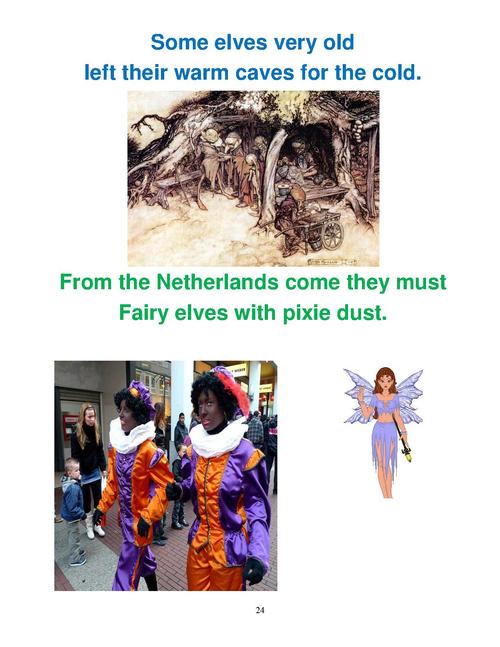 Some elves very old
left their warm caves for the cold.
From the Netherlands come they must
Fairy elves with pixie dust.
24